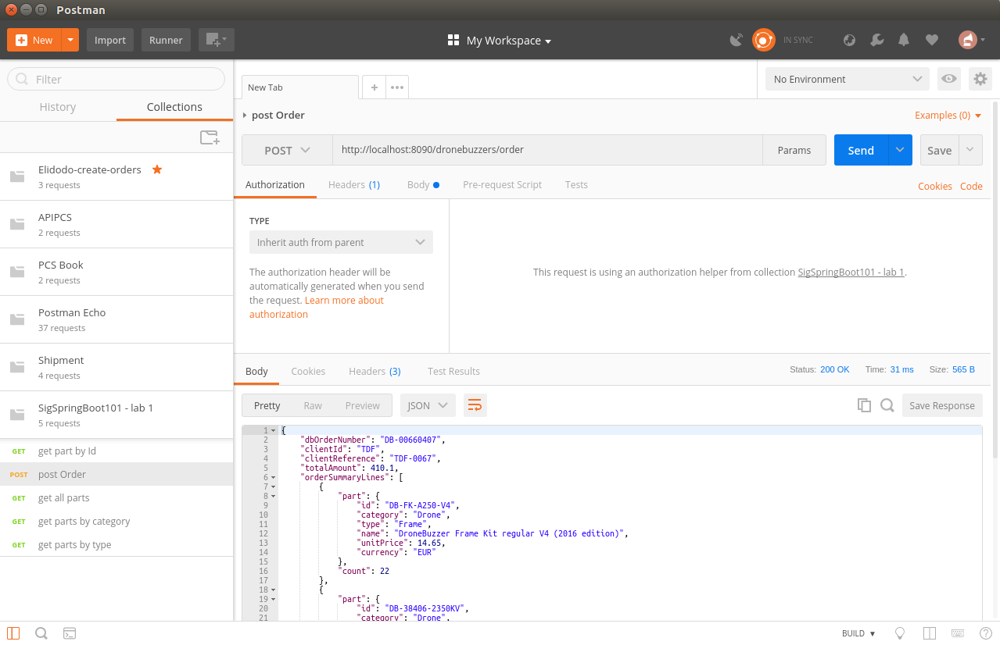 Postman
New
Import
Runner
My Workspace
IN SYNC
Filter
History
Collections
Elidodo-create-orders
3 requests
APIPCS
2 requests
PCS Book
2 requests
Postman Echo
37 requests
Shipment
4 requests
SigSpringBoot101 - lab 1
5 requests
GET get part by Id
POST post Order
GET get all parts
GET get parts by category
GET get parts by type
New Tab
No Environment
post Order
Examples (0)
POST
http://localhost:8090/dronebuzzers/order
Params
Send
Save
Authorization
Headers (1)
Body
Pre-request Script
Tests
Cookies
Code
TYPE
Inherit auth from parent
The authorization header will be
automatically generated when you send
the request. Learn more about
authorization
This request is using an authorization helper from collection SigSpringBoot101 - lab 1.
Body
Cookies
Headers (3)
Test Results
Status: 200 OK
Time: 31 ms
Size: 565 B
Pretty
Raw
Preview
JSON
Save Response
1 {
2 "dbOrderNumber": "DB-00660407",
3 "clientId": "TDF",
4 "clientReference": "TDF-0067",
5 "totalAmount": 410.1,
6 "orderSummaryLines": [
7 {
8 "part": {
9 "id": "DB-FK-A250-V4",
10 "category": "Drone",
11 "type": "Frame",
12 "name": "DroneBuzzer Frame Kit regular V4 (2016 edition)",
13 "unitPrice": 14.65,
14 "currency": "EUR"
15 },
16 "count": 22
17 },
18 {
19 "part": {
20 "id": "DB-38406-2350KV",
21 "category": "Drone",
BUILD